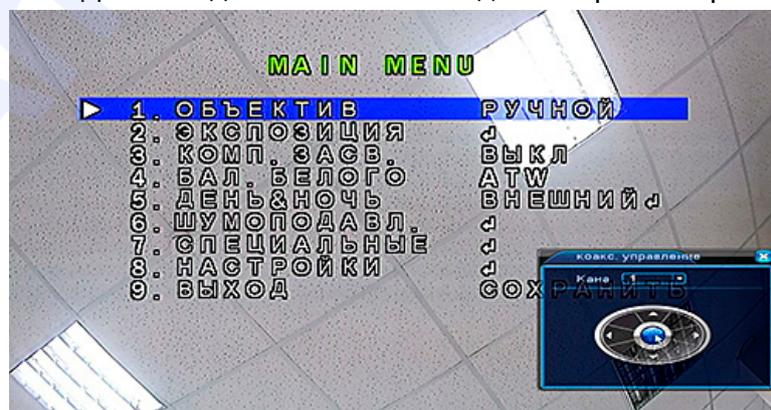 MAIN MENU
1. ОБЪЕКТИВ РУЧНОЙ
2. ЭКСПОЗИЦИЯ
3. КОМП. ЗАСВ. ВЫКЛ
4. БАЛ. БЕЛОГО ATW
5. ДЕНЬ&НОЧЬ ВНЕШНИЙ
6. ШУМОПОДАВЛ.
7. СПЕЦИАЛЬНЫЕ
8. НАСТРОЙКИ
9. ВЫХОД СОХРАНИТЬ
коакс. управление
Кана 1